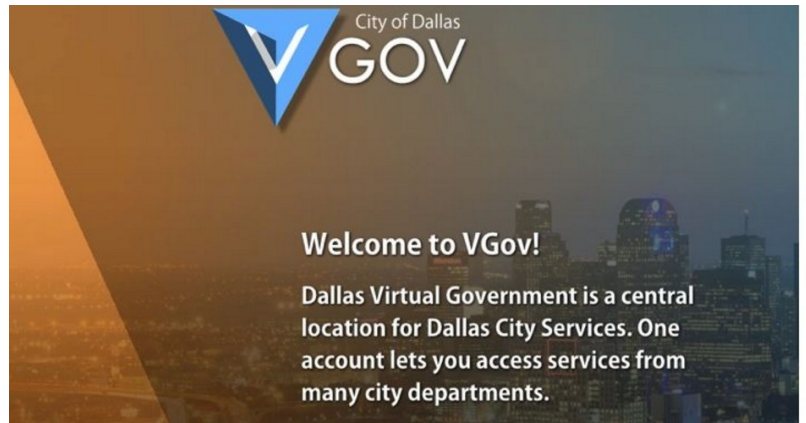 City of Dallas
VGOV
Welcome to VGov!
Dallas Virtual Government is a central
location for Dallas City Services. One
account lets you access services from
many city departments.